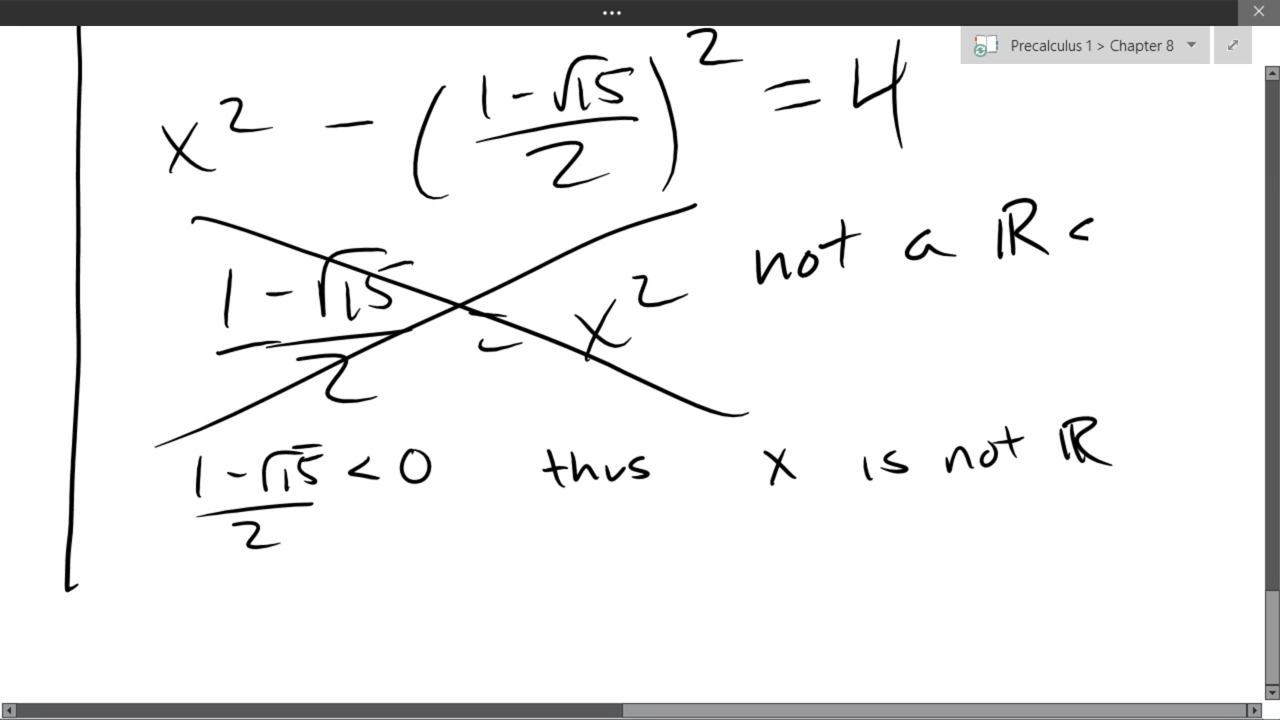 Precalculus 1 > Chapter 8
x² - ((1-√15)/2)² = 4
(1-√15)/2 = x² not a ℝ
(1-√15)/2 < 0 thus x is not ℝ